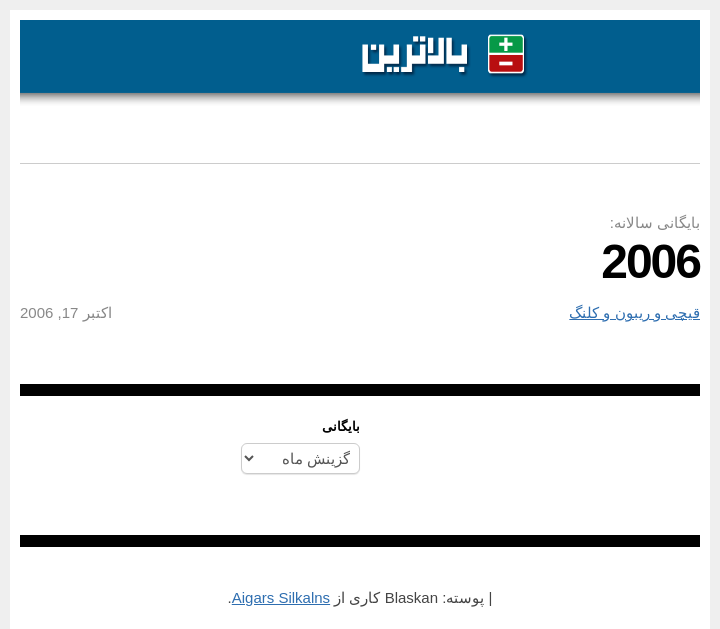 بالاترین
بایگانی سالانه:
2006
قیچی و ریبون و کلنگ
اکتبر 17, 2006
بایگانی
گزینش ماه
| پوسته: Blaskan کاری از Aigars Silkalns.